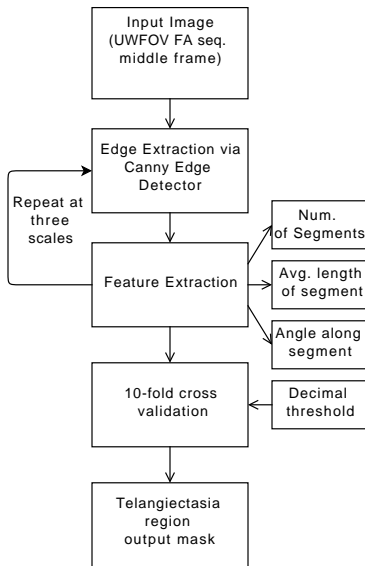 Input Image
(UWFOV FA seq.
middle frame)
Edge Extraction via
Canny Edge
Detector
Repeat at
three
scales
Feature Extraction
Num.
of Segments
Avg. length
of segment
Angle along
segment
10-fold cross
validation
Decimal
threshold
Telangiectasia
region
output mask